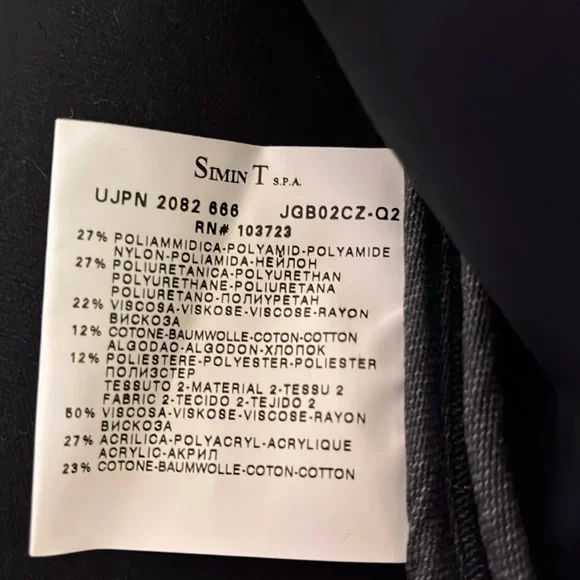 SIMINT S.P.A.
UJPN 2082 666 JGB02CZ-Q2
RN# 103723
27% POLIAMMIDICA-POLYAMID-POLYAMIDE
NYLON-POLIAMIDA-НЕЙЛОН
27% POLIURETANICA-POLYURETHAN
POLYURETHANE-POLIURETANA
POLIURETANO-ПОЛИУРЕТАН
22% VISCOSA-VISKOSE-VISCOSE-RAYON
ВИСКОЗА
12% COTONE-BAUMWOLLE-COTON-COTTON
ALGODAO-ALGODON-ХЛОПОК
12% POLIESTERE-POLYESTER-POLIESTER
ПОЛИЭСТЕР
TESSUTO 2-MATERIAL 2-TESSU 2
FABRIC 2-TECIDO 2-TEJIDO 2
50% VISCOSA-VISKOSE-VISCOSE-RAYON
ВИСКОЗА
27% ACRILICA-POLYACRYL-ACRYLIQUE
ACRYLIC-АКРИЛ
23% COTONE-BAUMWOLLE-COTON-COTTON